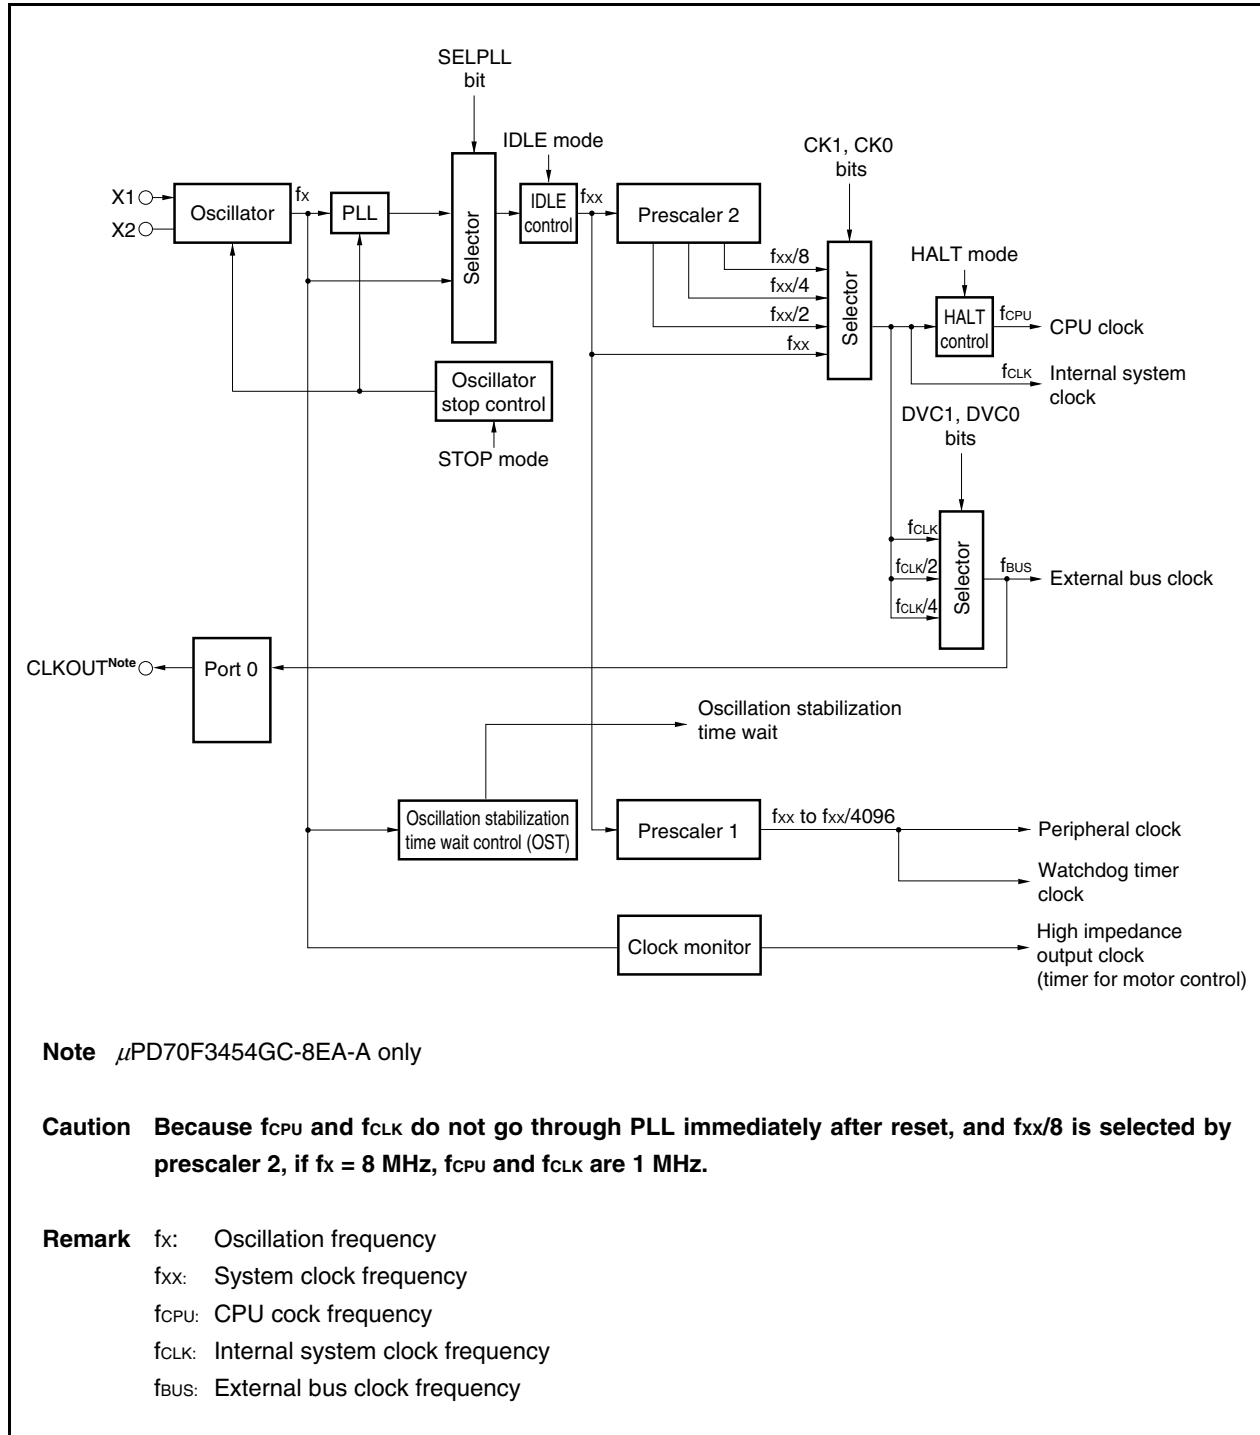 SELPLL
bit
IDLE mode
CK1, CK0
bits
X1
X2
Oscillator
fX
PLL
Selector
IDLE
control
fXX
Prescaler 2
fXX/8
fXX/4
fXX/2
fXX
Selector
HALT mode
HALT
control
fCPU
CPU clock
fCLK
Internal system
clock
Oscillator
stop control
STOP mode
DVC1, DVC0
bits
fCLK
fCLK/2
fCLK/4
Selector
fBUS
External bus clock
CLKOUTNote
Port 0
Oscillation stabilization
time wait
Oscillation stabilization
time wait control (OST)
Prescaler 1
fXX to fXX/4096
Peripheral clock
Watchdog timer
clock
Clock monitor
High impedance
output clock
(timer for motor control)
Note μPD70F3454GC-8EA-A only
Caution Because fCPU and fCLK do not go through PLL immediately after reset, and fXX/8 is selected by
prescaler 2, if fX = 8 MHz, fCPU and fCLK are 1 MHz.
Remark fX: Oscillation frequency
fXX: System clock frequency
fCPU: CPU cock frequency
fCLK: Internal system clock frequency
fBUS: External bus clock frequency